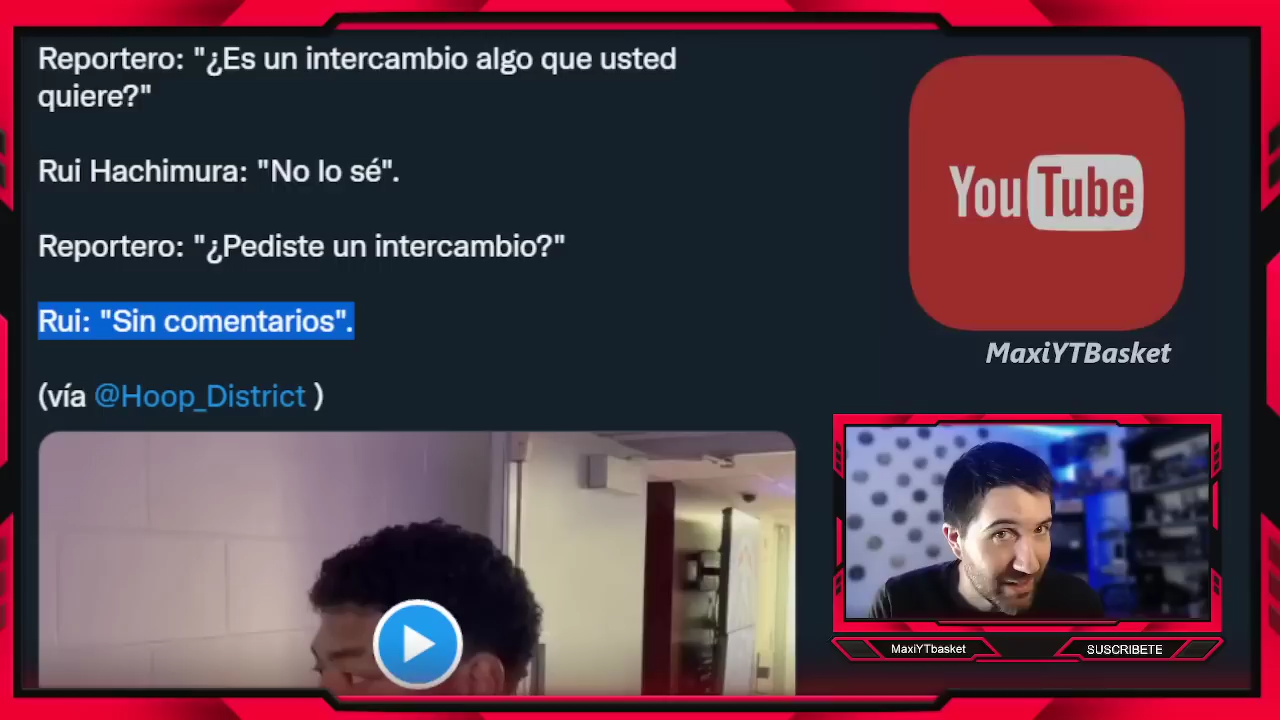 Reportero: "¿Es un intercambio algo que usted
quiere?"
Rui Hachimura: "No lo sé".
Reportero: "¿Pediste un intercambio?"
Rui: "Sin comentarios".
(vía @Hoop_District )
YouTube
MaxiYTBasket
MaxiYTbasket
SUSCRIBETE